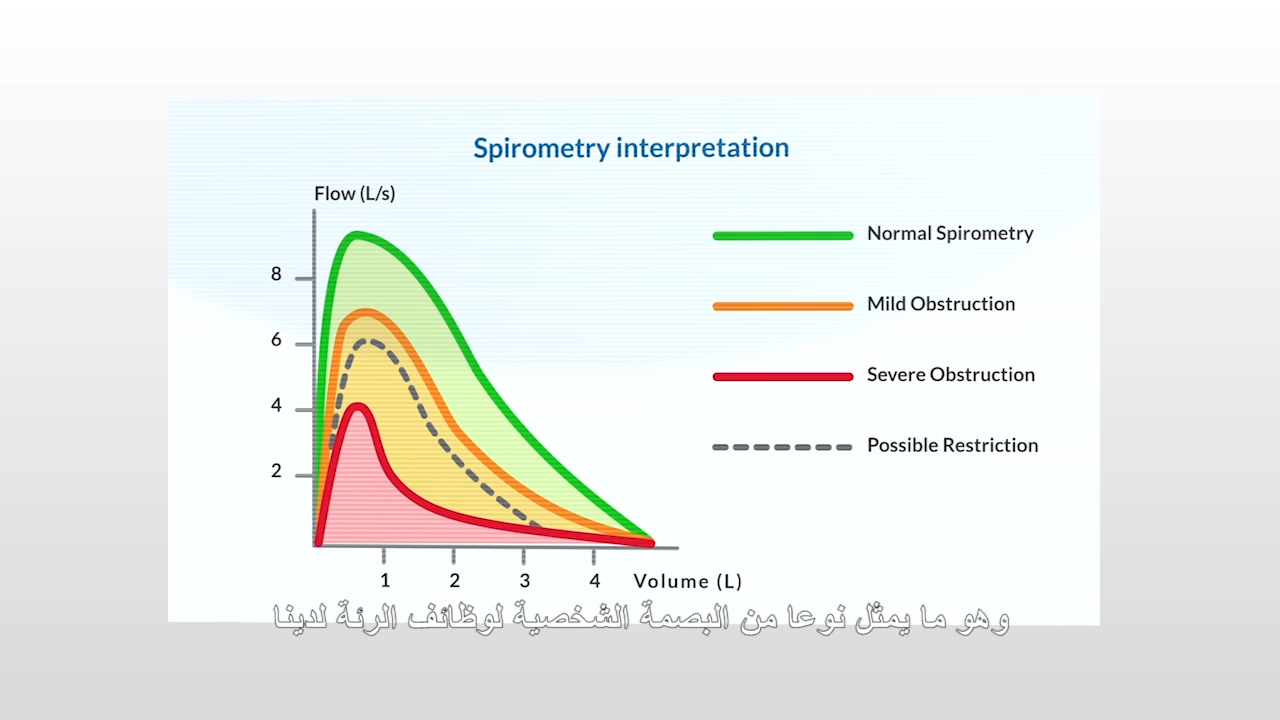 Spirometry interpretation
Flow (L/s)
8
6
4
2
1 2 3 4 Volume (L)
Normal Spirometry
Mild Obstruction
Severe Obstruction
Possible Restriction
وهو ما يمثل نوعا من البصمة الشخصية لوظائف الرئة لدينا